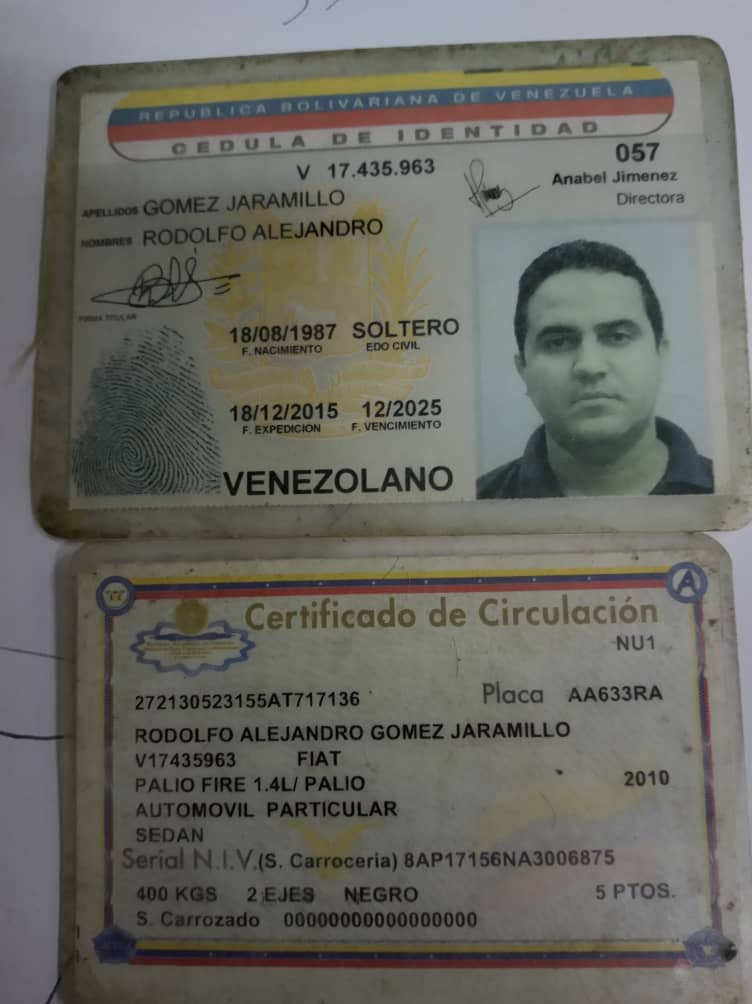 REPUBLICA BOLIVARIANA DE VENEZUELA
CEDULA DE IDENTIDAD
V 17.435.963
057
Anabel Jimenez
Directora
APELLIDOS GOMEZ JARAMILLO
NOMBRES RODOLFO ALEJANDRO
FIRMA TITULAR
18/08/1987 SOLTERO
F. NACIMIENTO EDO CIVIL
18/12/2015 12/2025
F. EXPEDICION F. VENCIMIENTO
VENEZOLANO
A
Certificado de Circulación
NU1
272130523155AT717136 Placa AA633RA
RODOLFO ALEJANDRO GOMEZ JARAMILLO
V17435963 FIAT
PALIO FIRE 1.4L/ PALIO 2010
AUTOMOVIL PARTICULAR
SEDAN
Serial N.I.V.(S. Carroceria) 8AP17156NA3006875
400 KGS 2 EJES NEGRO 5 PTOS.
S. Carrozado 00000000000000000